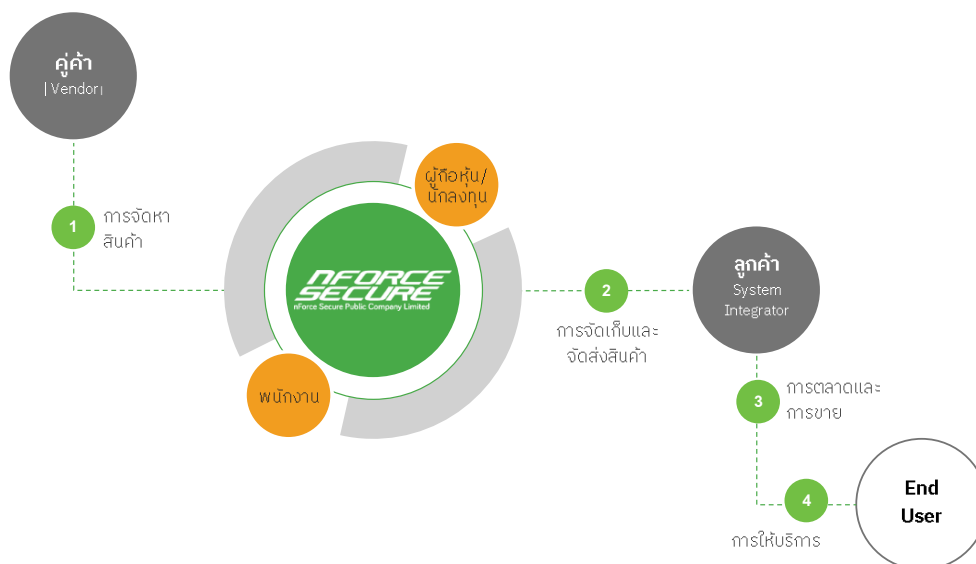 คู่ค้า
| Vendor|
1
การจัดหา
สินค้า
ผู้ถือหุ้น/
นักลงทุน
NFORCE
SECURE
nForce Secure Public Company Limited
พนักงาน
2
การจัดเก็บและ
จัดส่งสินค้า
ลูกค้า
System
Integrator
3
การตลาดและ
การขาย
4
การให้บริการ
End
User